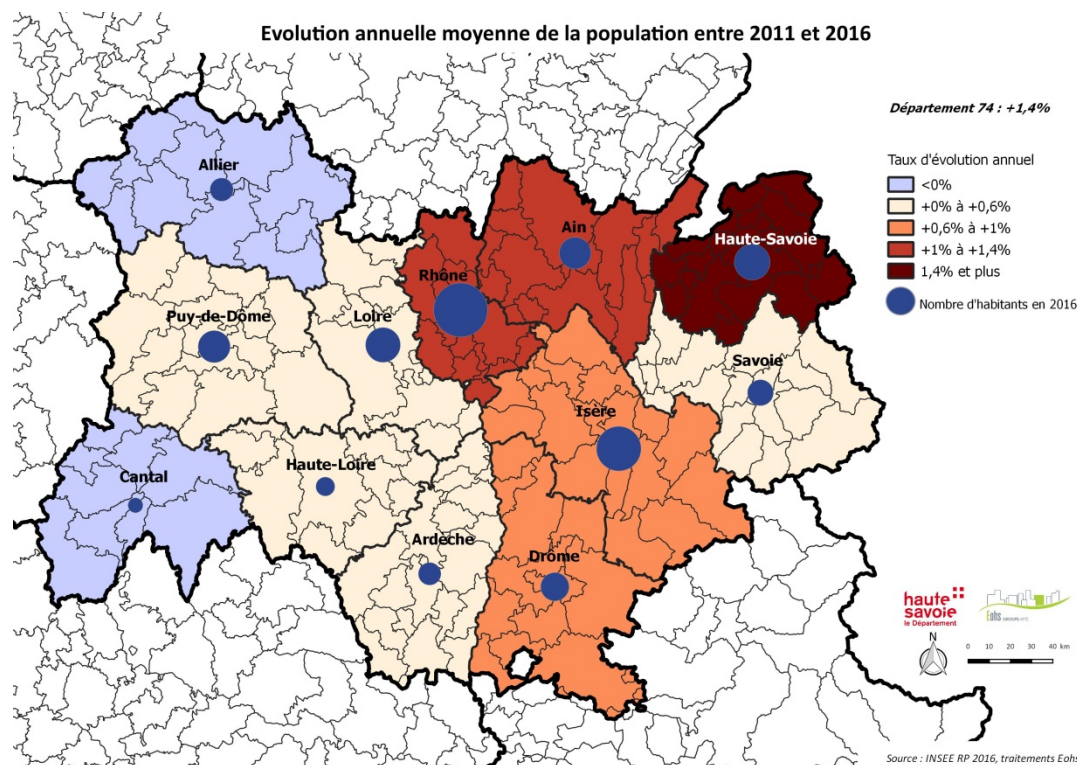 Evolution annuelle moyenne de la population entre 2011 et 2016
Département 74 : +1,4%
Taux d'évolution annuel
<0%
+0% à +0,6%
+0,6% à +1%
+1% à +1,4%
1,4% et plus
Nombre d'habitants en 2016
Allier
Ain
Haute-Savoie
Rhône
Puy-de-Dôme
Loire
Savoie
Isère
Haute-Loire
Cantal
Ardèche
Drôme
haute
savoie
le Département
Eohs
N
0 10 20 30 40 km
Source : INSEE RP 2016, traitements Eohs